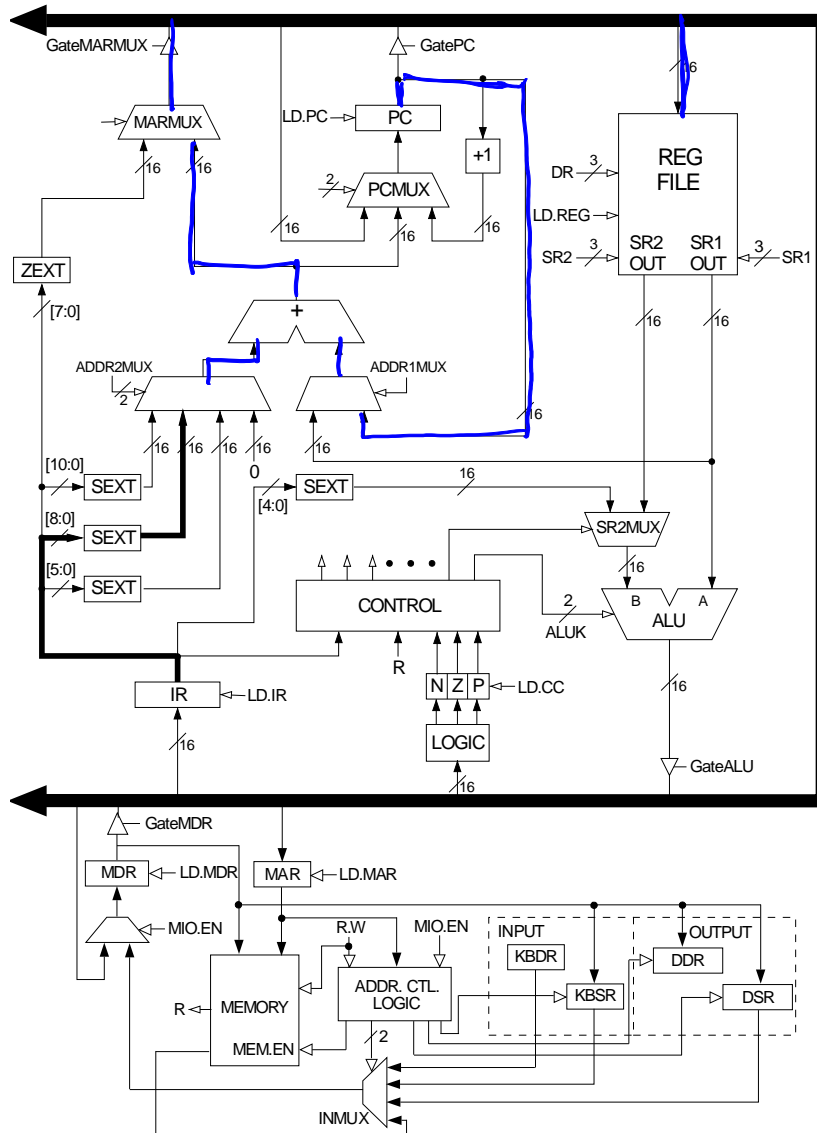 GateMARMUX
GatePC
16
MARMUX
LD.PC
PC
16
16
+1
2
PCMUX
REG
FILE
DR
3
LD.REG
SR2
3
SR2
OUT
SR1
OUT
3
SR1
16
16
16
ZEXT
[7:0]
+
16
16
ADDR2MUX
2
ADDR1MUX
16
16
16
16
0
16
16
[10:0]
SEXT
[4:0]
SEXT
16
[8:0]
SEXT
SR2MUX
[5:0]
SEXT
16
CONTROL
2
ALUK
B
A
ALU
R
IR
LD.IR
N
Z
P
LD.CC
16
16
LOGIC
16
GateALU
GateMDR
MDR
LD.MDR
MAR
LD.MAR
MIO.EN
R.W
MIO.EN
INPUT
KBDR
OUTPUT
DDR
MEMORY
R
MEM.EN
ADDR. CTL.
LOGIC
KBSR
DSR
2
INMUX